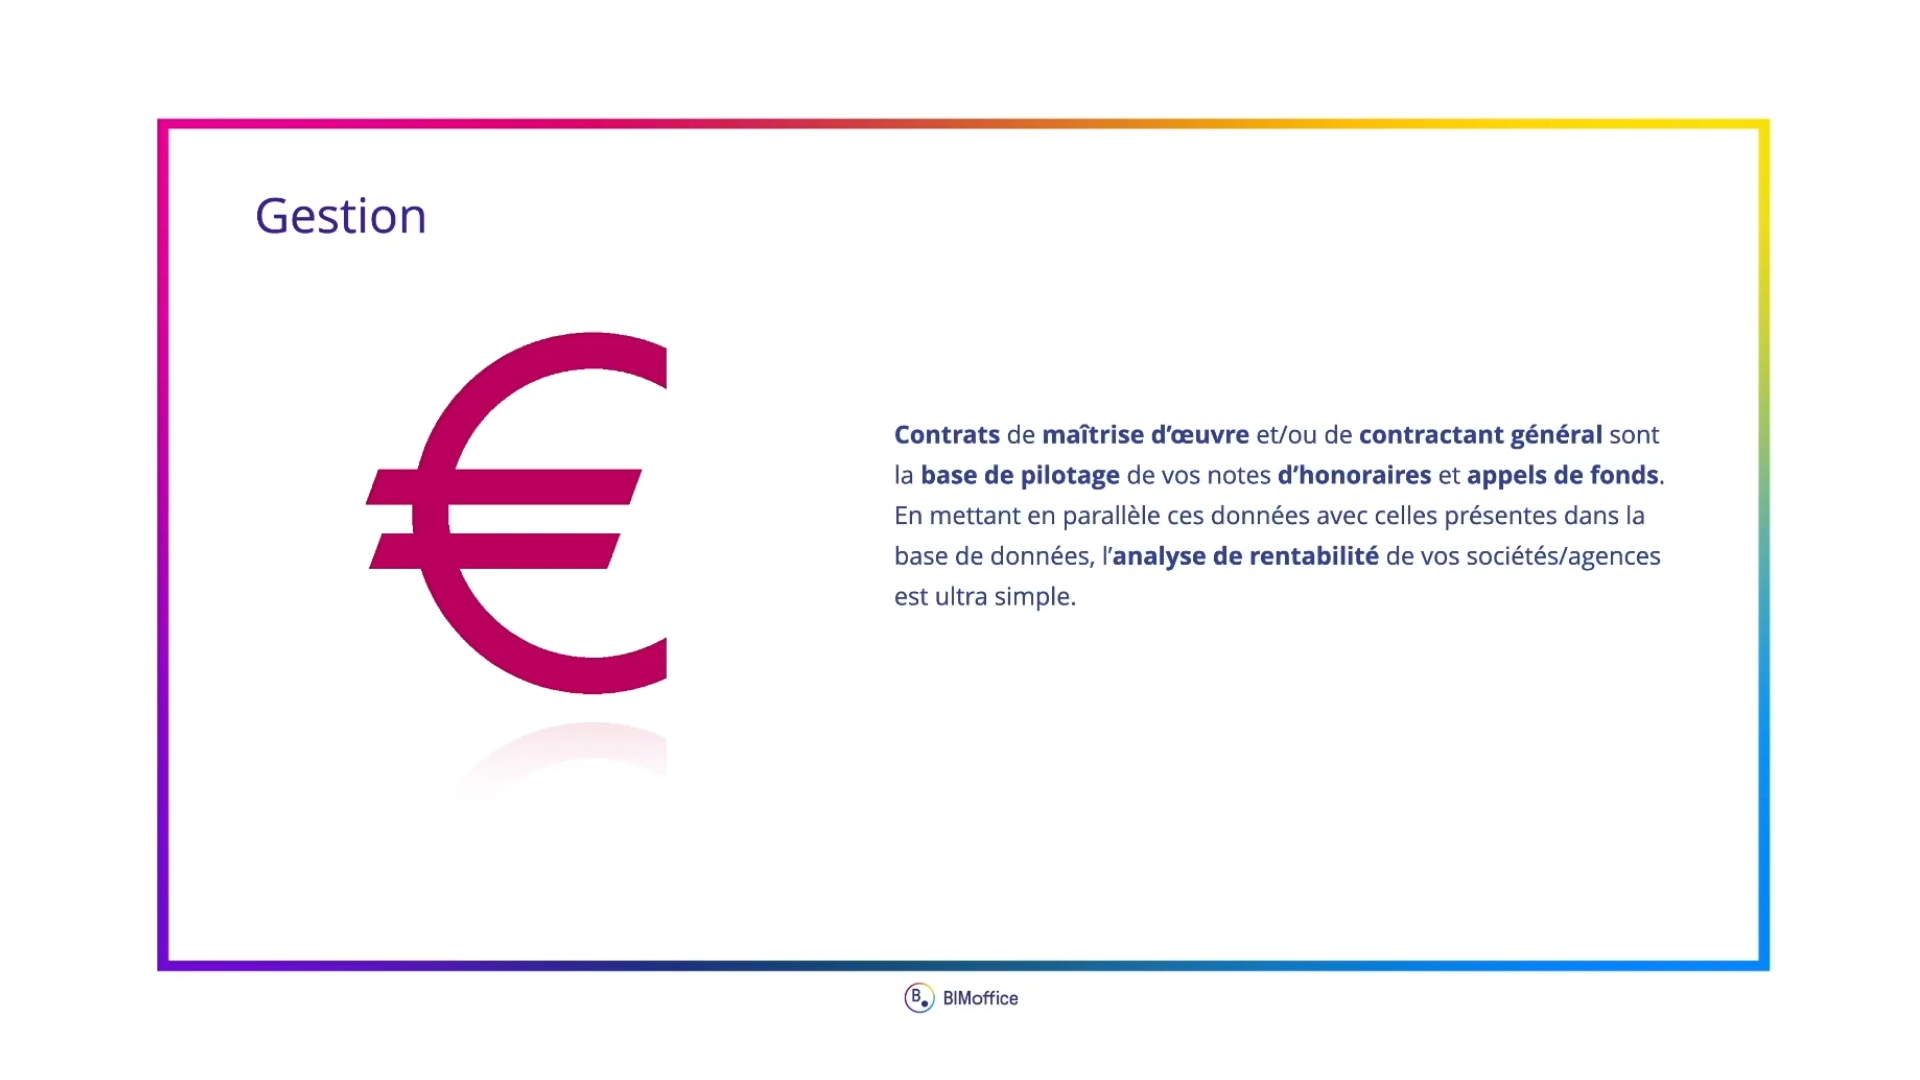 Gestion
€
Contrats de maîtrise d’œuvre et/ou de contractant général sont
la base de pilotage de vos notes d’honoraires et appels de fonds.
En mettant en parallèle ces données avec celles présentes dans la
base de données, l’analyse de rentabilité de vos sociétés/agences
est ultra simple.
B. BIMoffice